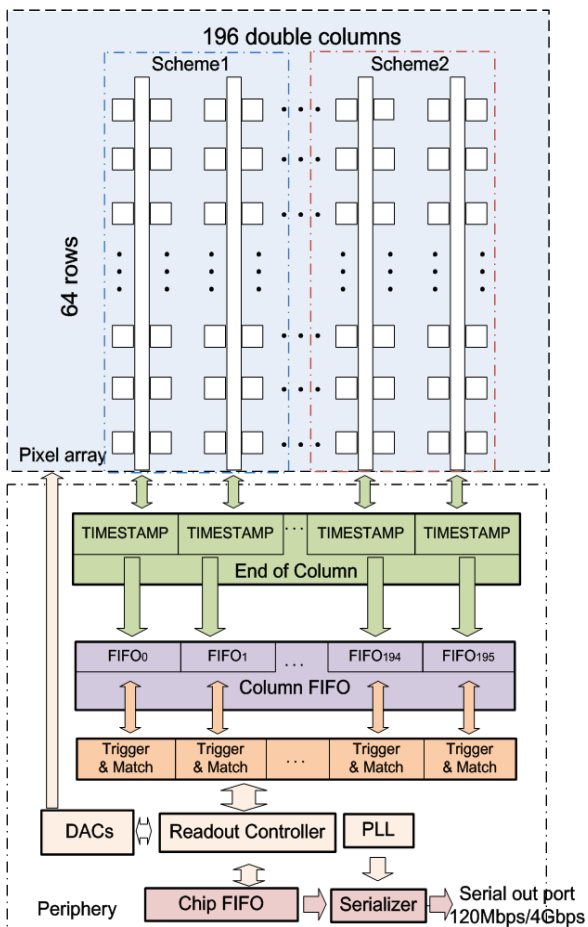 196 double columns
Scheme1
Scheme2
64 rows
Pixel array
TIMESTAMP TIMESTAMP ... TIMESTAMP TIMESTAMP
End of Column
FIFO0 FIFO1 ... FIFO194 FIFO195
Column FIFO
Trigger & Match
Trigger & Match
...
Trigger & Match
Trigger & Match
DACs
Readout Controller
PLL
Chip FIFO
Serializer
Serial out port
120Mbps/4Gbps
Periphery